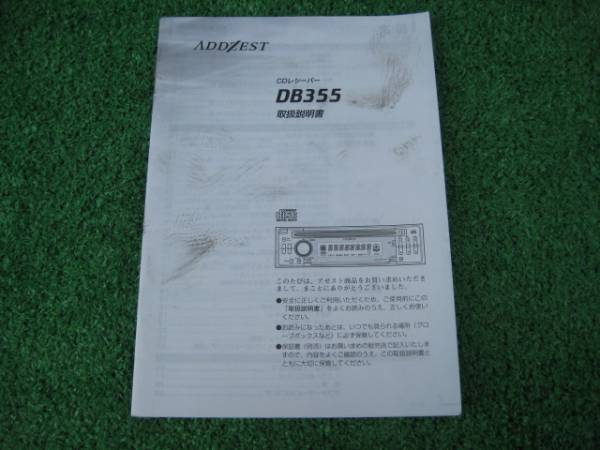 ADDZEST
CDレシーバー
DB355
取扱説明書
このたびは、アゼスト商品をお買い求めいただき
まして、まことにありがとうございました。
●安全に正しくご利用いただくため、ご使用前にこの
「取扱説明書」をよくお読みのうえ、正しくお使い
ください。
●お読みになったあとは、いつでも見られる場所（グロ
ーブボックスなど）に必ず保管してください。
●保証書（別添）はお買い求めの販売店で記入いたしま
すので、内容をよくご確認のうえ、この取扱説明書と
ともに大切に保管してください。